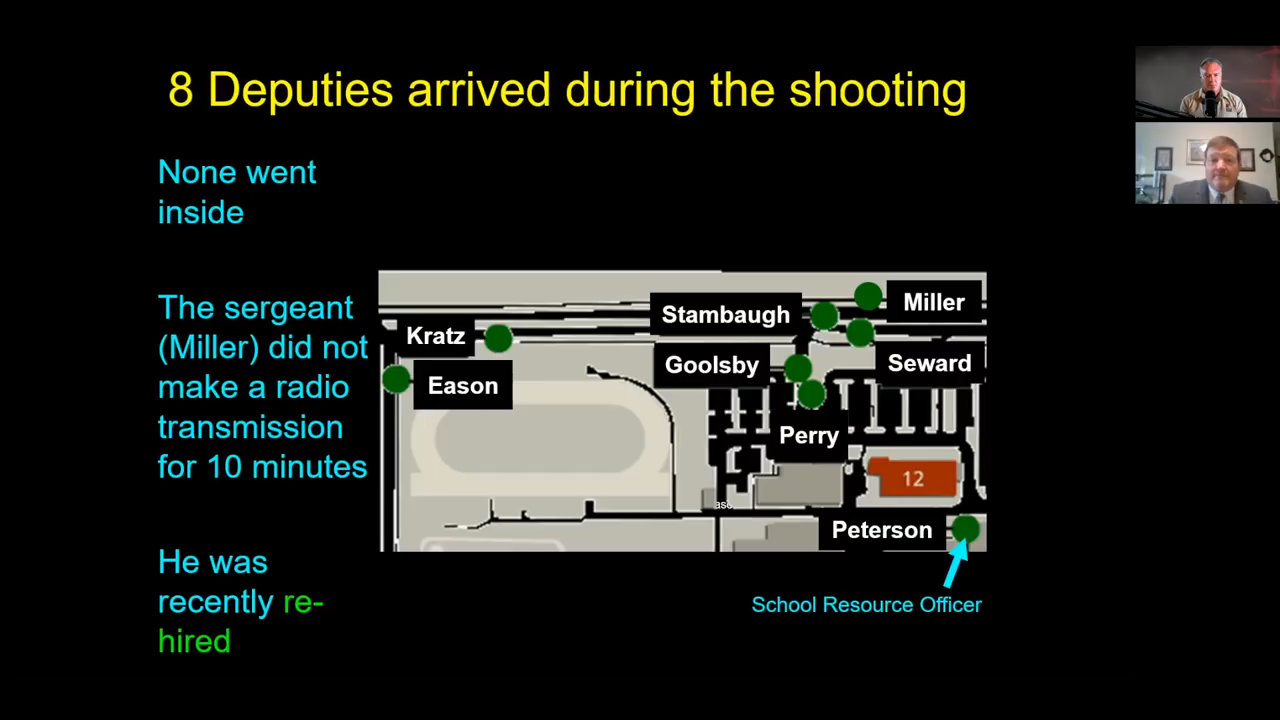 8 Deputies arrived during the shooting
None went
inside
The sergeant
(Miller) did not
make a radio
transmission
for 10 minutes
He was
recently re-
hired
Kratz
Eason
Stambaugh
Miller
Goolsby
Seward
Perry
12
aso
Peterson
School Resource Officer